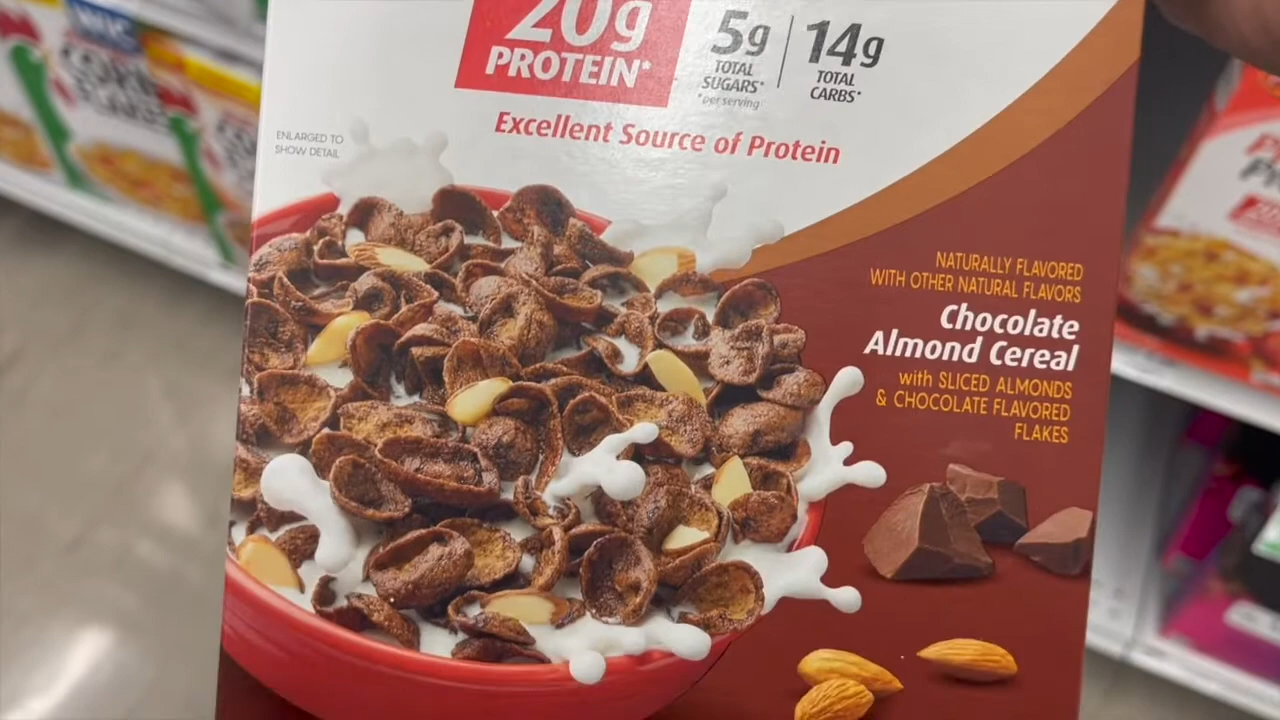 20g
PROTEIN*
5g
TOTAL
SUGARS*
*per serving
14g
TOTAL
CARBS*
Excellent Source of Protein
ENLARGED TO
SHOW DETAIL
NATURALLY FLAVORED
WITH OTHER NATURAL FLAVORS
Chocolate
Almond Cereal
with SLICED ALMONDS
& CHOCOLATE FLAVORED
FLAKES